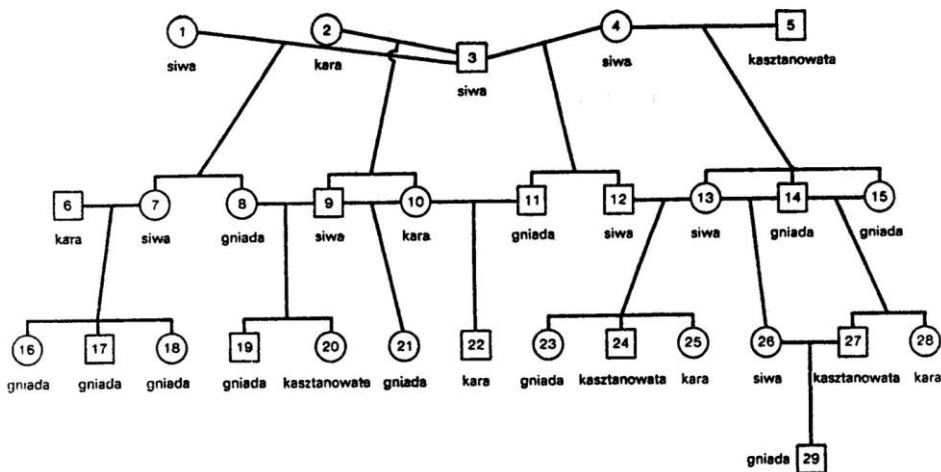 1 2 3 4 5
siwa kara siwa siwa kasztanowata
6 7 8 9 10 11 12 13 14 15
kara siwa gniada siwa kara gniada siwa siwa gniada gniada
16 17 18 19 20 21 22 23 24 25 26 27 28
gniada gniada gniada gniada kasztanowata gniada kara gniada kasztanowata kara siwa kasztanowata kara
gniada 29